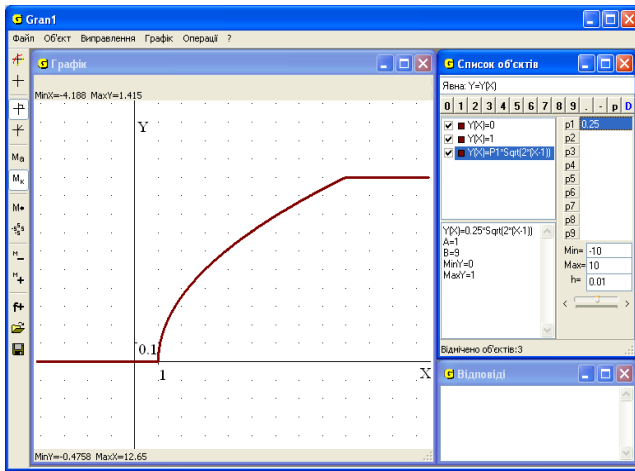 Gran1
Файл Об'єкт Виправлення Графік Операції ?
Графік
MinX=-4.188 MaxY=1.415
Y
0.1
1
X
MinY=-0.4758 MaxX=12.65
Ма
Мк
М•
М
М
f+
Список об'єктів
Явна: Y=Y(X)
0 1 2 3 4 5 6 7 8 9 . - p D
Y(X)=0
Y(X)=1
Y(X)=P1*Sqrt(2*(X-1))
p1 0.25
p2
p3
p4
p5
p6
p7
p8
p9
Y(X)=0.25*Sqrt(2*(X-1))
A=1
B=9
MinY=0
MaxY=1
Min= -10
Max= 10
h= 0.01
Відмічено об'єктів:3
Відповіді